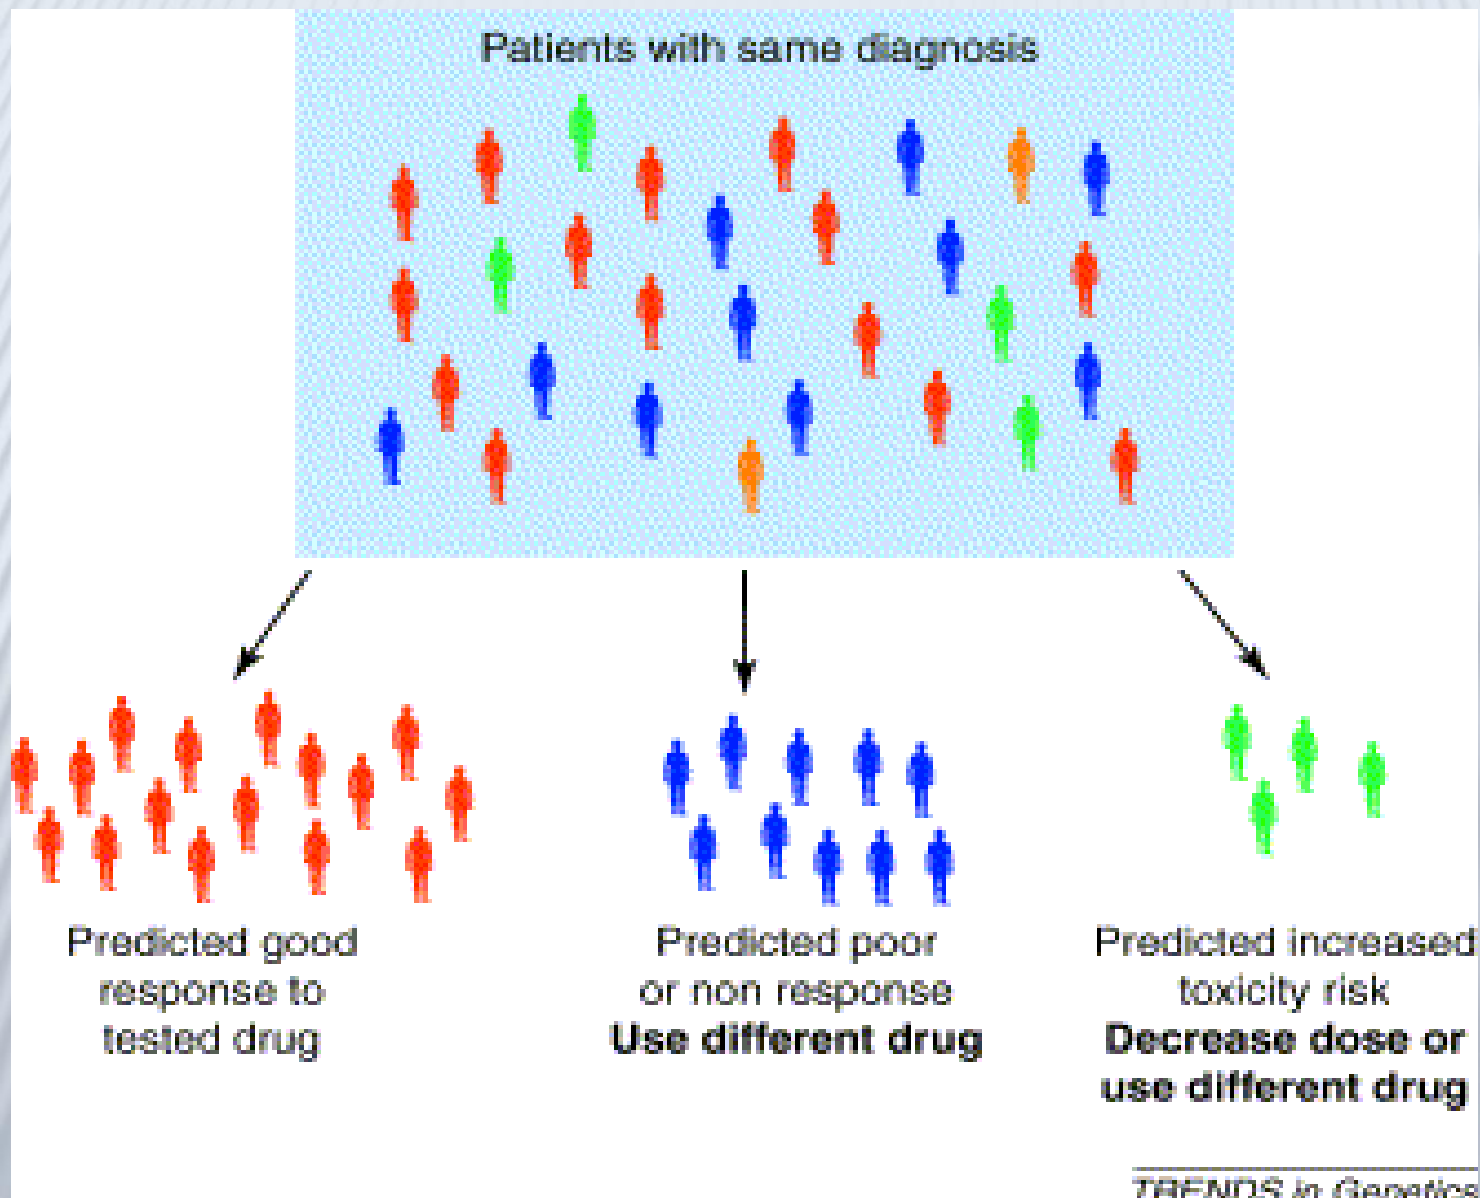 Patients with same diagnosis
Predicted good
response to
tested drug
Predicted poor
or non response
Use different drug
Predicted increased
toxicity risk
Decrease dose or
use different drug
TRENDS in Genetics